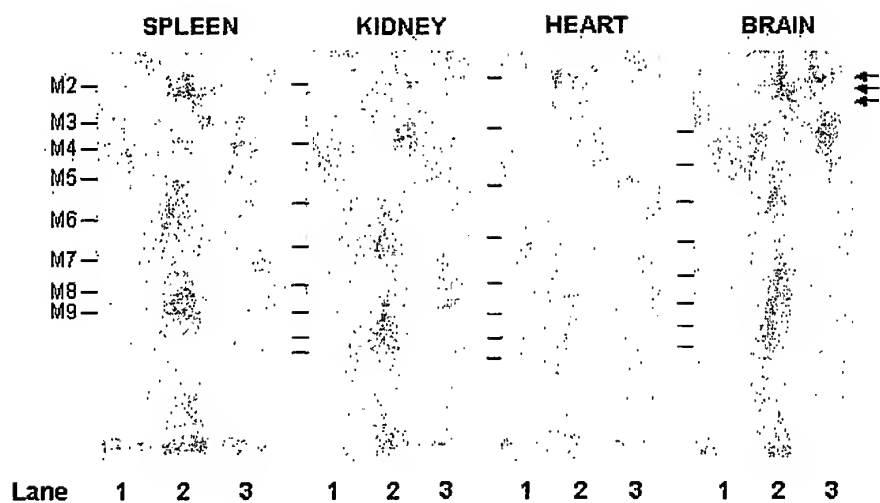 SPLEEN KIDNEY HEART BRAIN
M2
M3
M4
M5
M6
M7
M8
M9
Lane 1 2 3 1 2 3 1 2 3 1 2 3